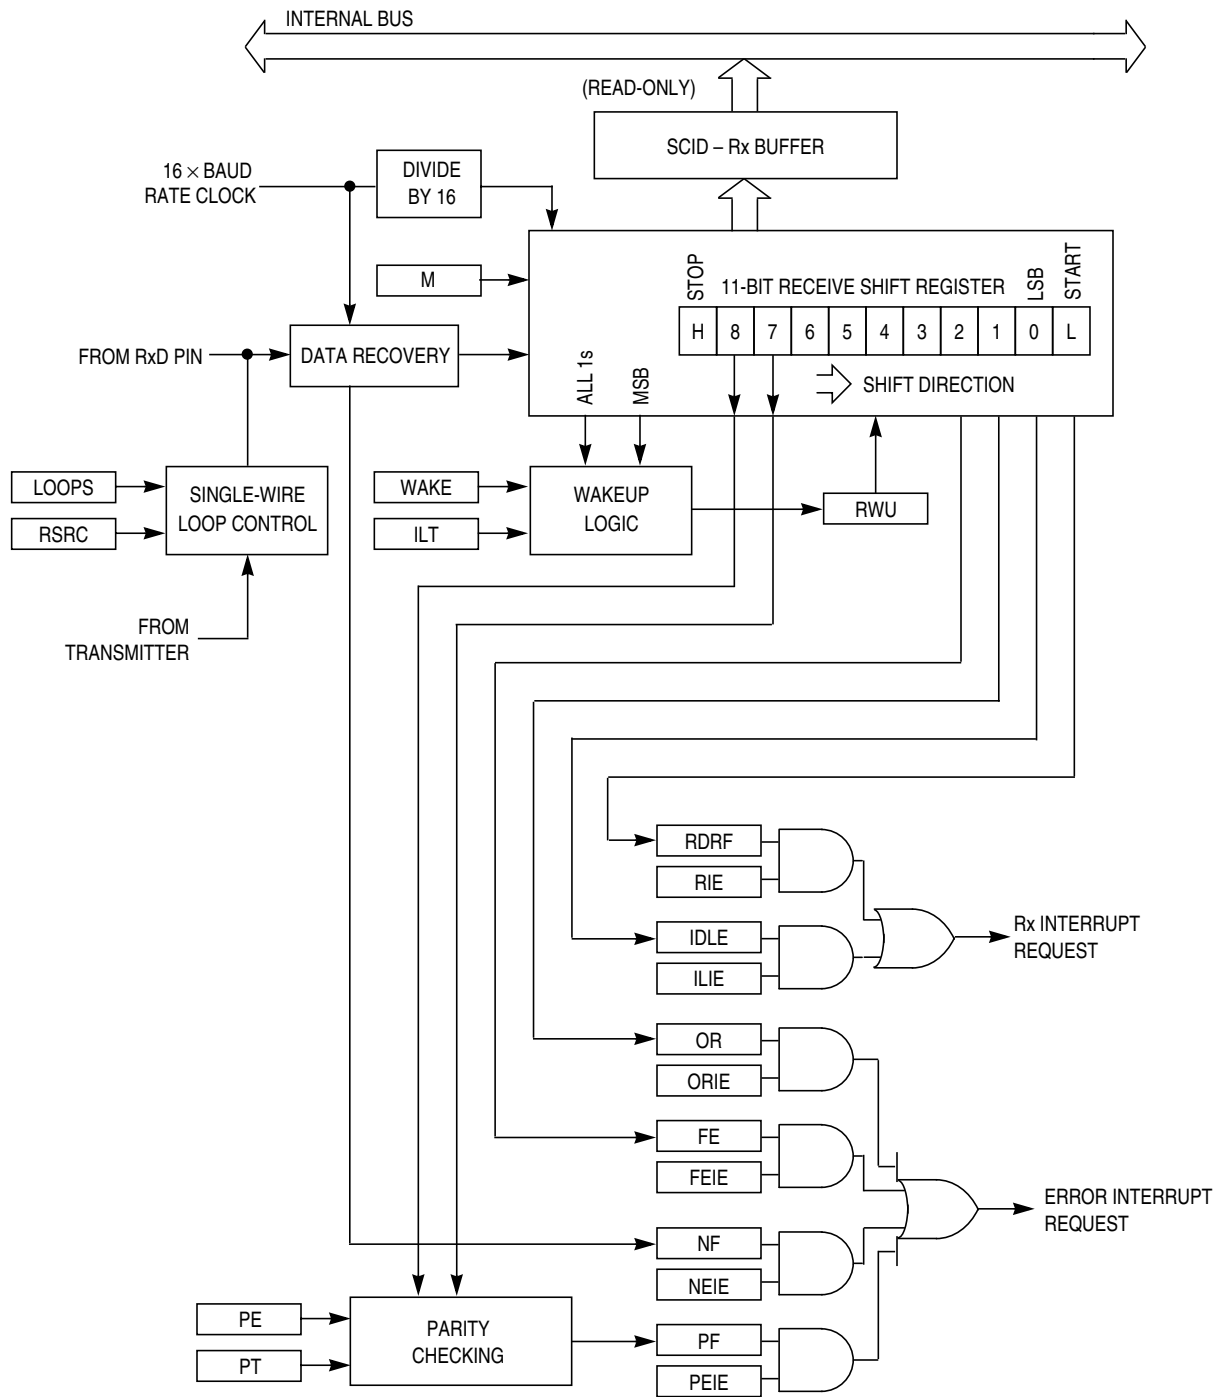 INTERNAL BUS
(READ-ONLY)
SCID – Rx BUFFER
16 × BAUD
RATE CLOCK
DIVIDE
BY 16
M
STOP
11-BIT RECEIVE SHIFT REGISTER
LSB
START
H 8 7 6 5 4 3 2 1 0 L
FROM RxD PIN
DATA RECOVERY
ALL 1s
MSB
SHIFT DIRECTION
LOOPS
RSRC
SINGLE-WIRE
LOOP CONTROL
WAKE
ILT
WAKEUP
LOGIC
RWU
FROM
TRANSMITTER
RDRF
RIE
IDLE
ILIE
Rx INTERRUPT
REQUEST
OR
ORIE
FE
FEIE
ERROR INTERRUPT
REQUEST
NF
NEIE
PE
PT
PARITY
CHECKING
PF
PEIE